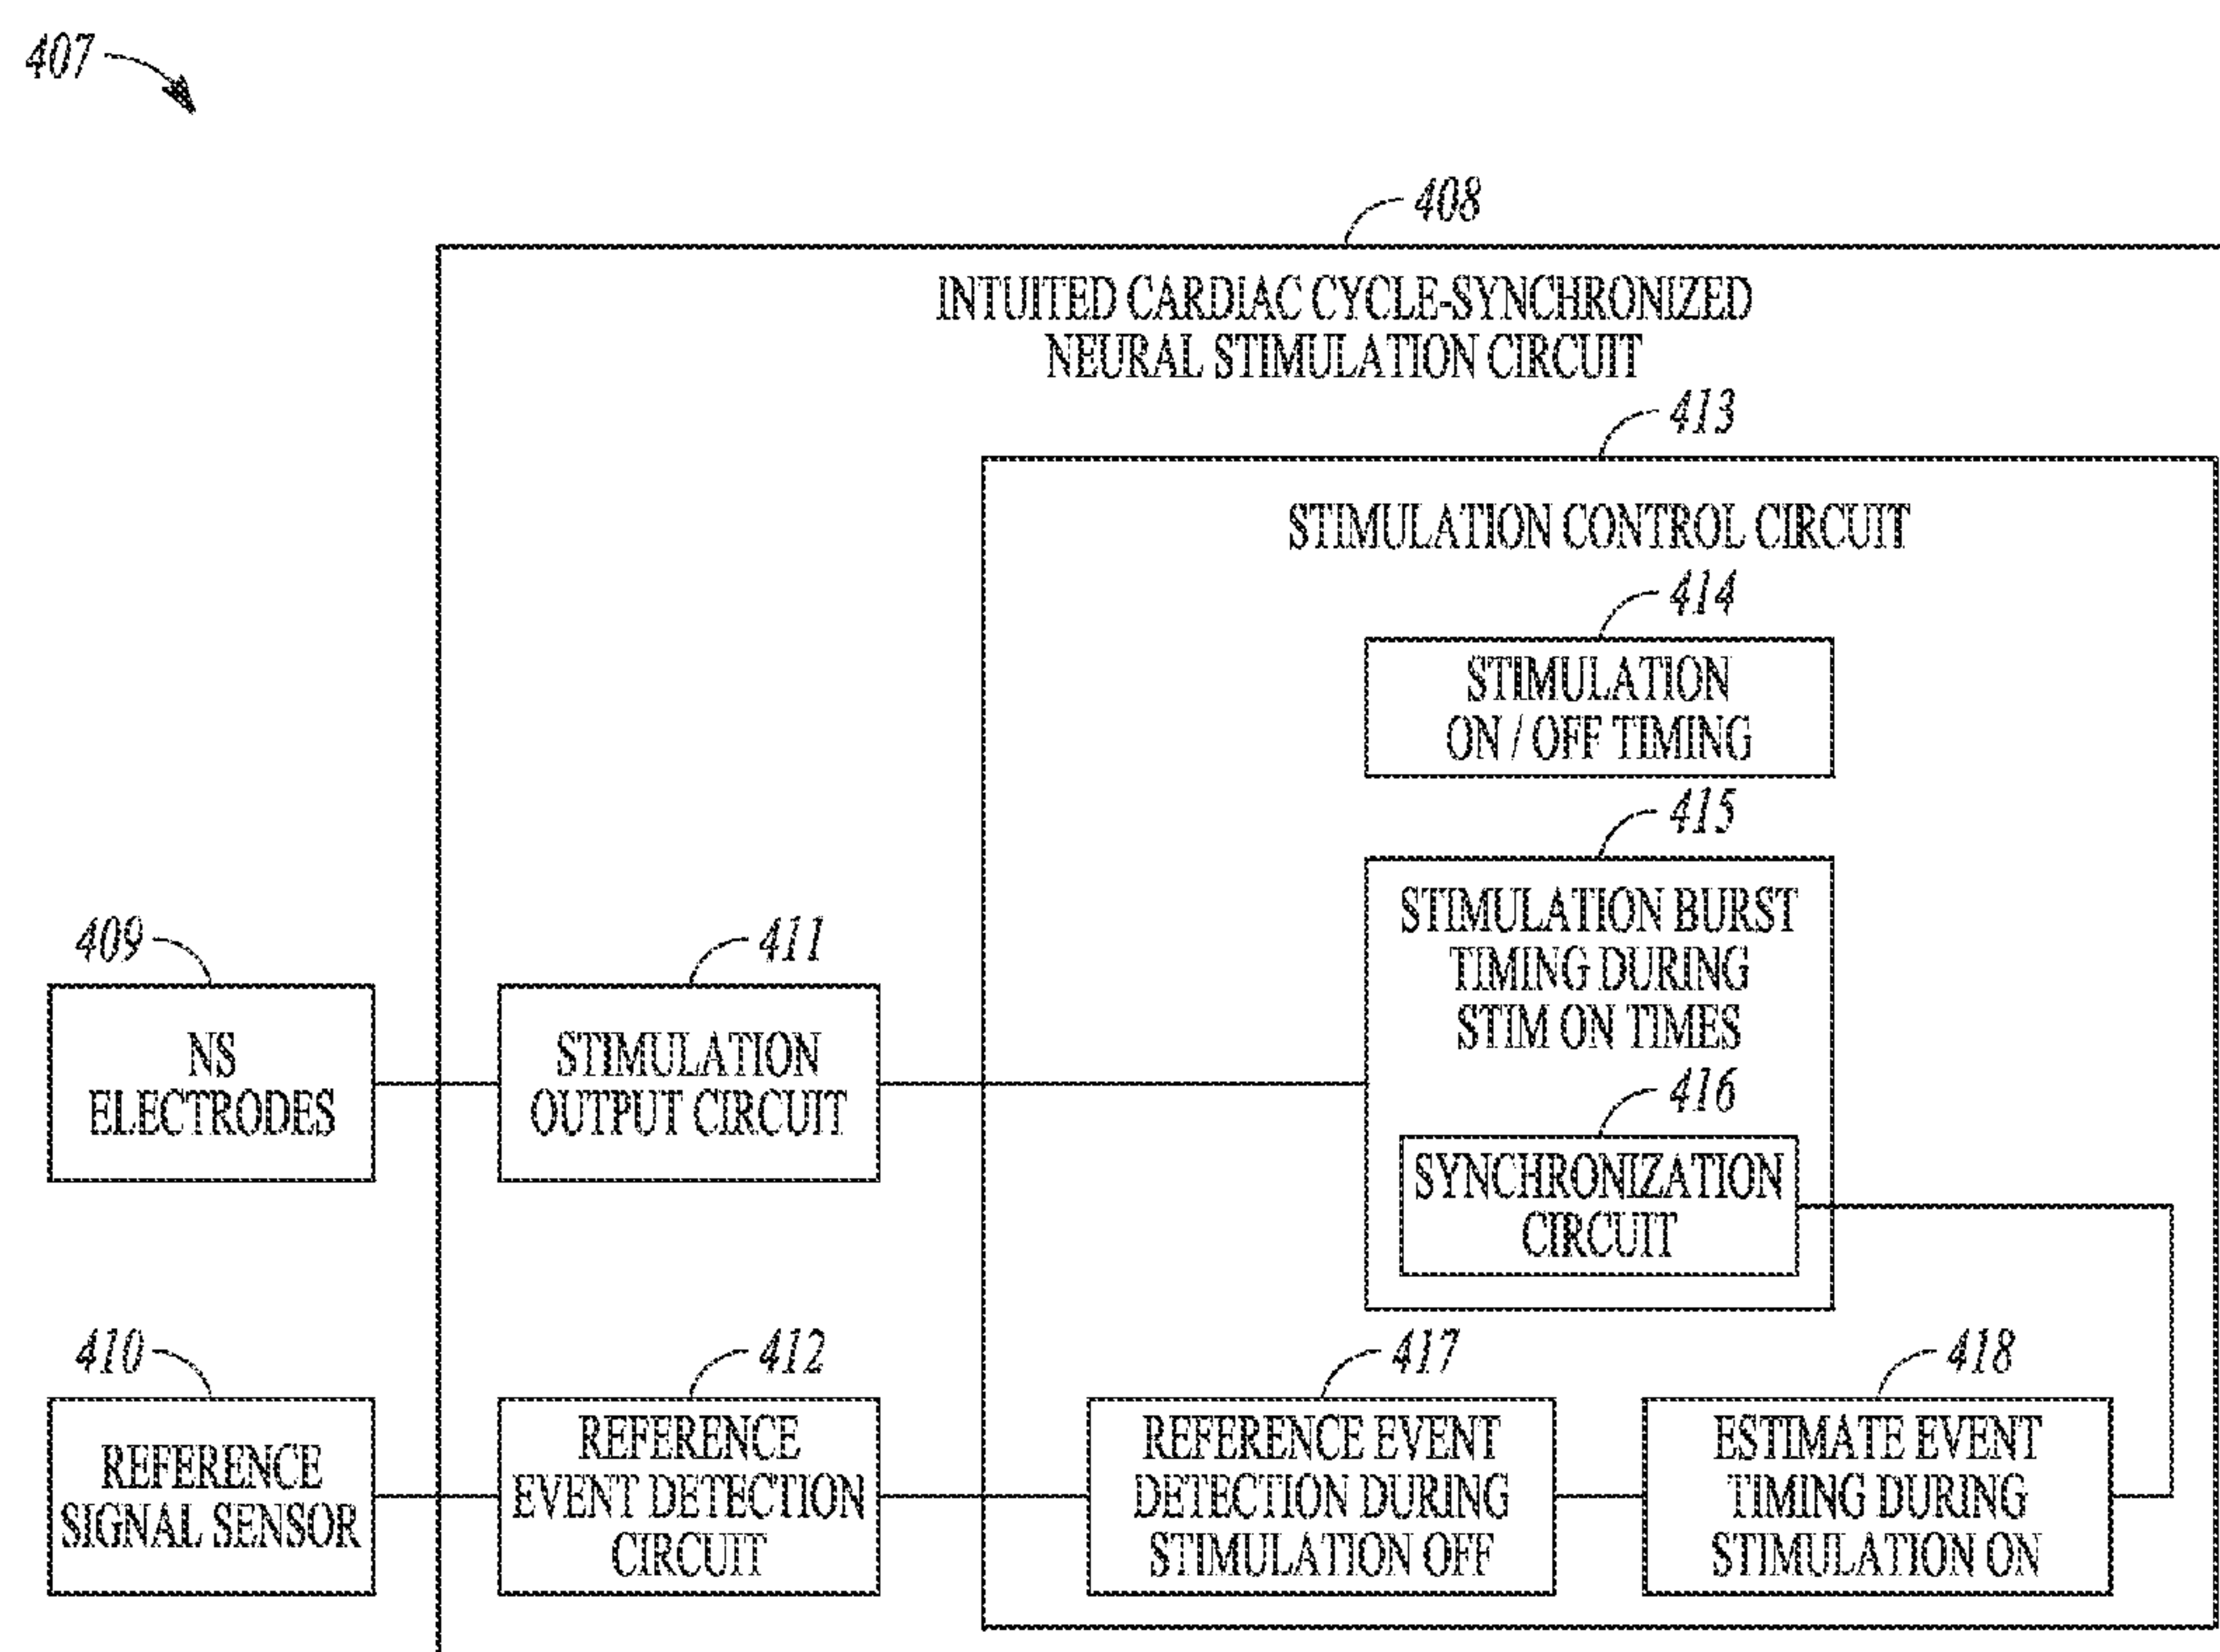 407
408
INTUITED CARDIAC CYCLE-SYNCHRONIZED
NEURAL STIMULATION CIRCUIT
413
STIMULATION CONTROL CIRCUIT
414
STIMULATION
ON / OFF TIMING
415
STIMULATION BURST
TIMING DURING
STIM ON TIMES
416
SYNCHRONIZATION
CIRCUIT
409
NS
ELECTRODES
411
STIMULATION
OUTPUT CIRCUIT
410
REFERENCE
SIGNAL SENSOR
412
REFERENCE
EVENT DETECTION
CIRCUIT
417
REFERENCE EVENT
DETECTION DURING
STIMULATION OFF
418
ESTIMATE EVENT
TIMING DURING
STIMULATION ON